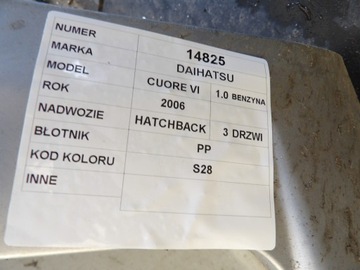 NUMER 14825
MARKA DAIHATSU
MODEL CUORE VI 1.0 BENZYNA
ROK 2006
NADWOZIE HATCHBACK 3 DRZWI
BŁOTNIK PP
KOD KOLORU S28
INNE